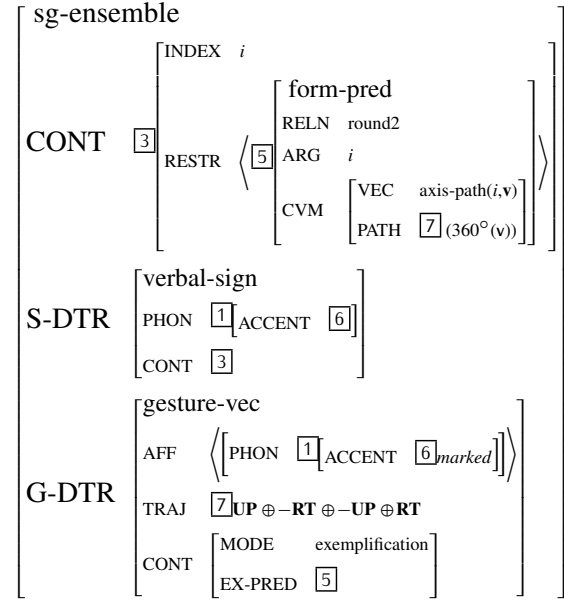 sg-ensemble
INDEX i
form-pred
RELN round2
CONT 3 RESTR ⟨ 5 ARG i ⟩
CVM VEC axis-path(i,v)
PATH 7 (360°(v))
verbal-sign
S-DTR PHON 1 [ACCENT 6]
CONT 3
gesture-vec
AFF ⟨[PHON 1 [ACCENT 6 marked]]⟩
G-DTR TRAJ 7 UP ⊕−RT ⊕−UP ⊕RT
CONT MODE exemplification
EX-PRED 5